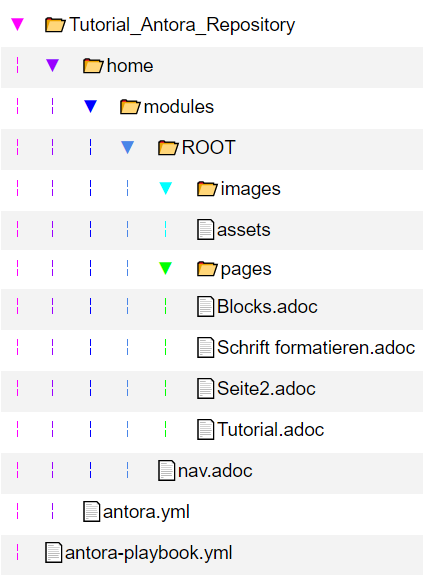 Tutorial_Antora_Repository
home
modules
ROOT
images
assets
pages
Blocks.adoc
Schrift formatieren.adoc
Seite2.adoc
Tutorial.adoc
nav.adoc
antora.yml
antora-playbook.yml